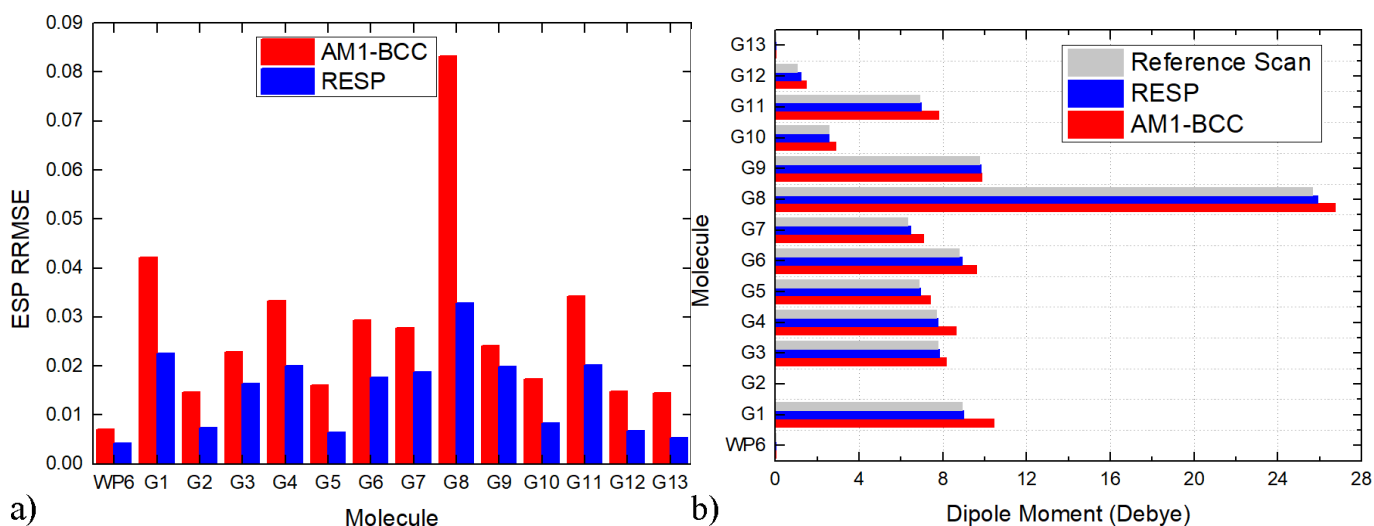 0.09
0.08
0.07
0.06
0.05
0.04
0.03
0.02
0.01
0.00
ESP RRMSE
AM1-BCC
RESP
WP6 G1 G2 G3 G4 G5 G6 G7 G8 G9 G10 G11 G12 G13
Molecule
a)
G13
G12
G11
G10
G9
G8
G7
G6
G5
G4
G3
G2
G1
WP6
Molecule
Reference Scan
RESP
AM1-BCC
0 4 8 12 16 20 24 28
Dipole Moment (Debye)
b)